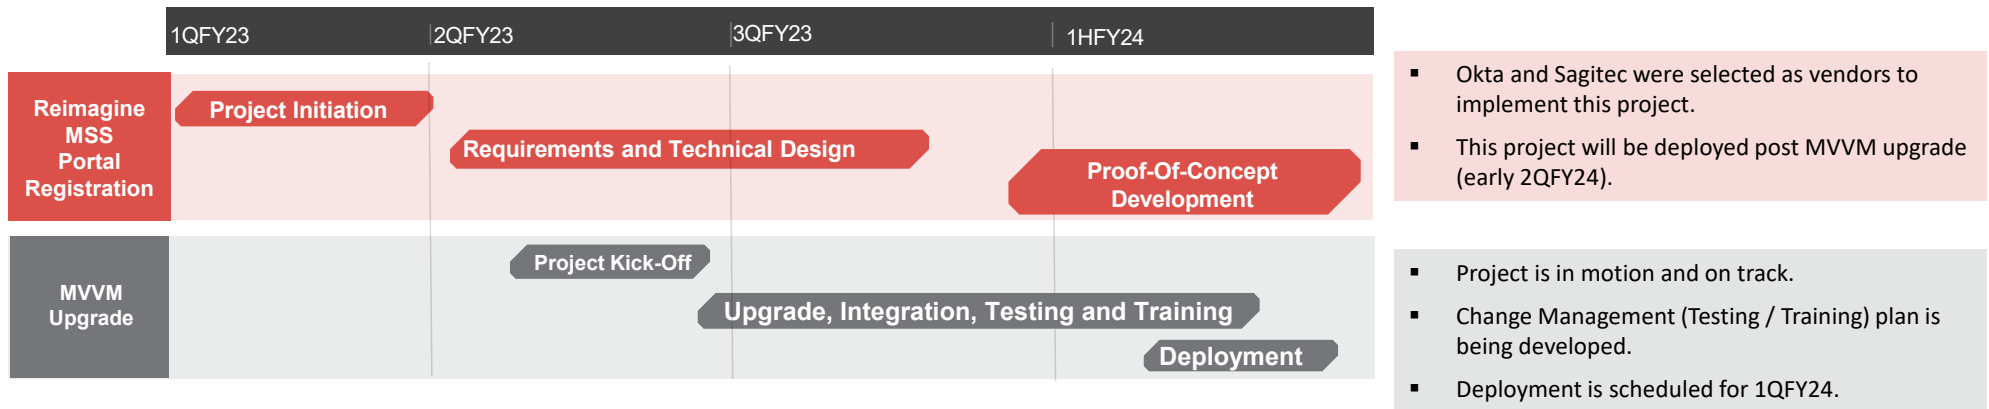 1QFY23
2QFY23
3QFY23
1HFY24
Reimagine
MSS
Portal
Registration
Project Initiation
Requirements and Technical Design
Proof-Of-Concept
Development
▪ Okta and Sagitec were selected as vendors to
implement this project.
▪ This project will be deployed post MVVM upgrade
(early 2QFY24).
MVVM
Upgrade
Project Kick-Off
Upgrade, Integration, Testing and Training
Deployment
▪ Project is in motion and on track.
▪ Change Management (Testing / Training) plan is
being developed.
▪ Deployment is scheduled for 1QFY24.